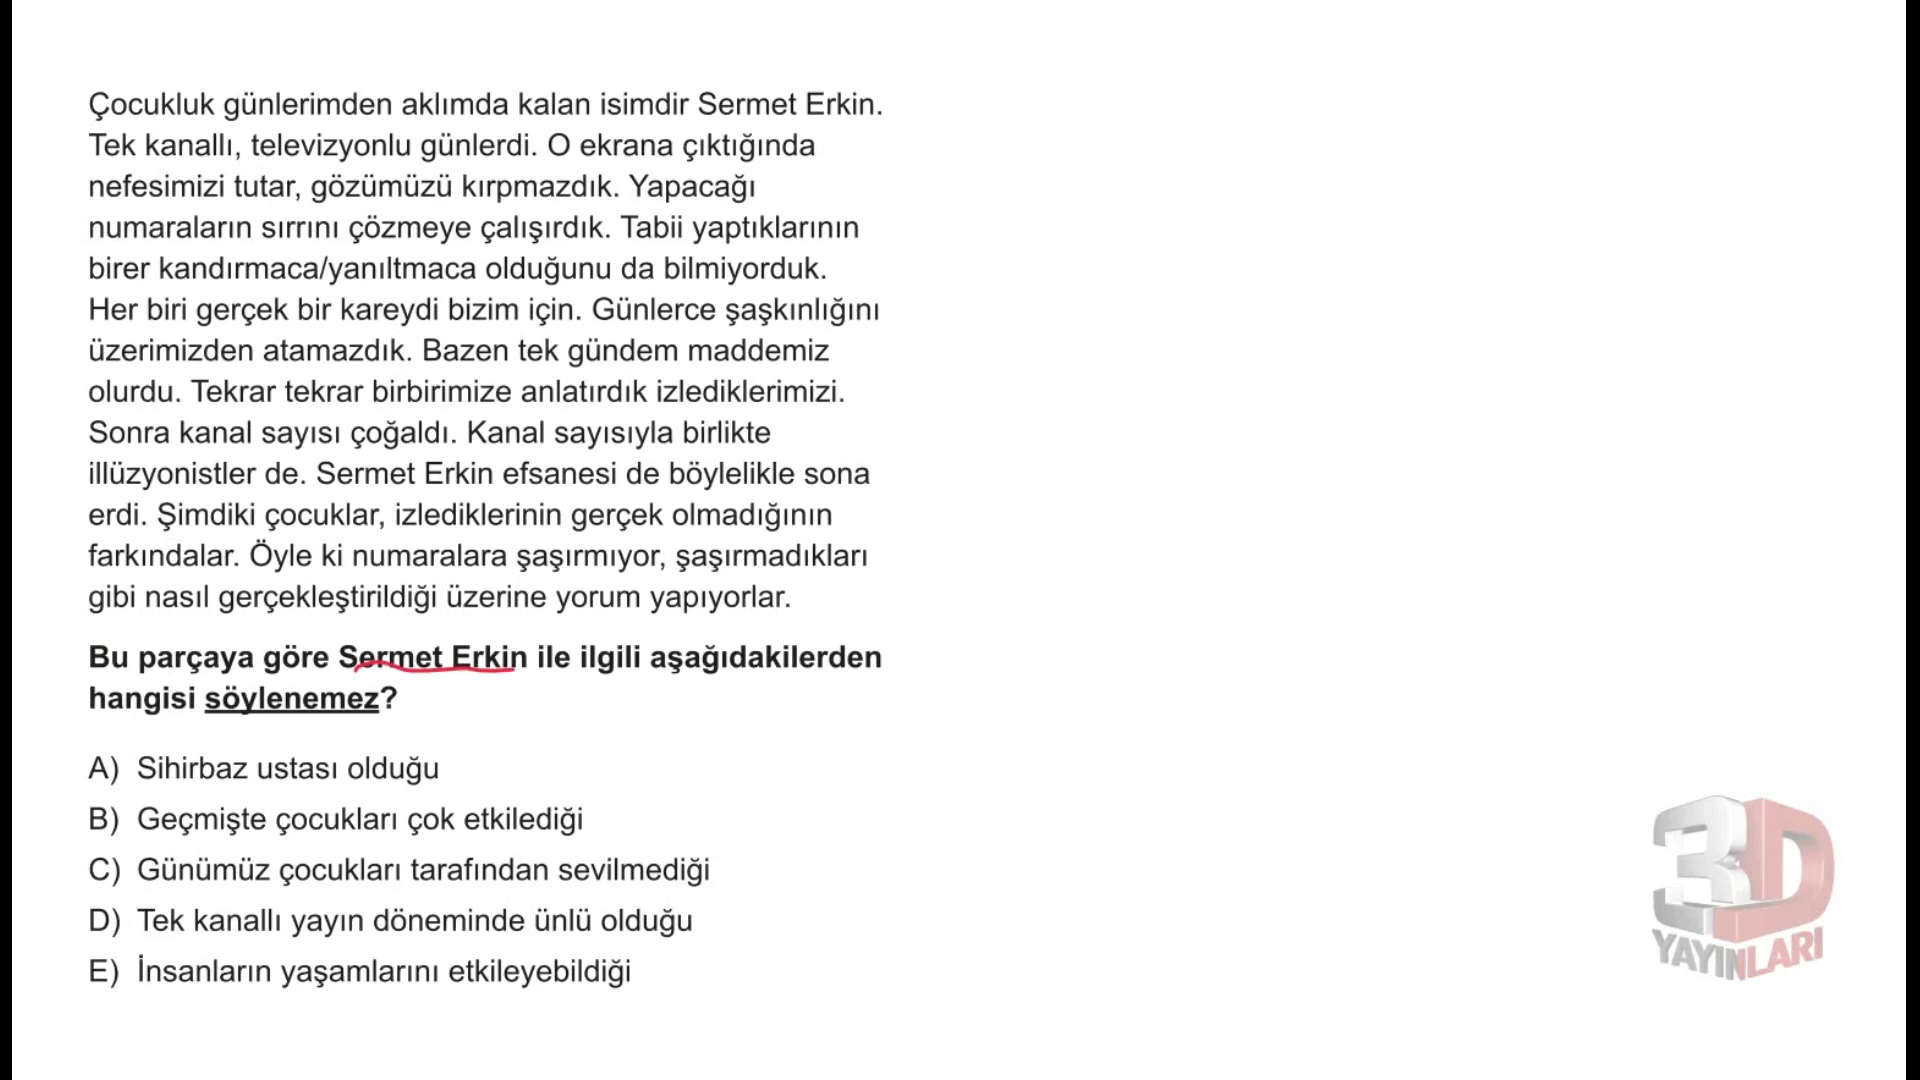 Çocukluk günlerimden aklımda kalan isimdir Sermet Erkin.
Tek kanallı, televizyonlu günlerdi. O ekrana çıktığında
nefesimizi tutar, gözümüzü kırpmazdık. Yapacağı
numaraların sırrını çözmeye çalışırdık. Tabii yaptıklarının
birer kandırmaca/yanıltmaca olduğunu da bilmiyorduk.
Her biri gerçek bir kareydi bizim için. Günlerce şaşkınlığını
üzerimizden atamazdık. Bazen tek gündem maddemiz
olurdu. Tekrar tekrar birbirimize anlatırdık izlediklerimizi.
Sonra kanal sayısı çoğaldı. Kanal sayısıyla birlikte
illüzyonistler de. Sermet Erkin efsanesi de böylelikle sona
erdi. Şimdiki çocuklar, izlediklerinin gerçek olmadığının
farkındalar. Öyle ki numaralara şaşırmıyor, şaşırmadıkları
gibi nasıl gerçekleştirildiği üzerine yorum yapıyorlar.
Bu parçaya göre Sermet Erkin ile ilgili aşağıdakilerden
hangisi söylenemez?
A) Sihirbaz ustası olduğu
B) Geçmişte çocukları çok etkilediği
C) Günümüz çocukları tarafından sevilmediği
D) Tek kanallı yayın döneminde ünlü olduğu
E) İnsanların yaşamlarını etkileyebildiği
3D
YAYINLARI